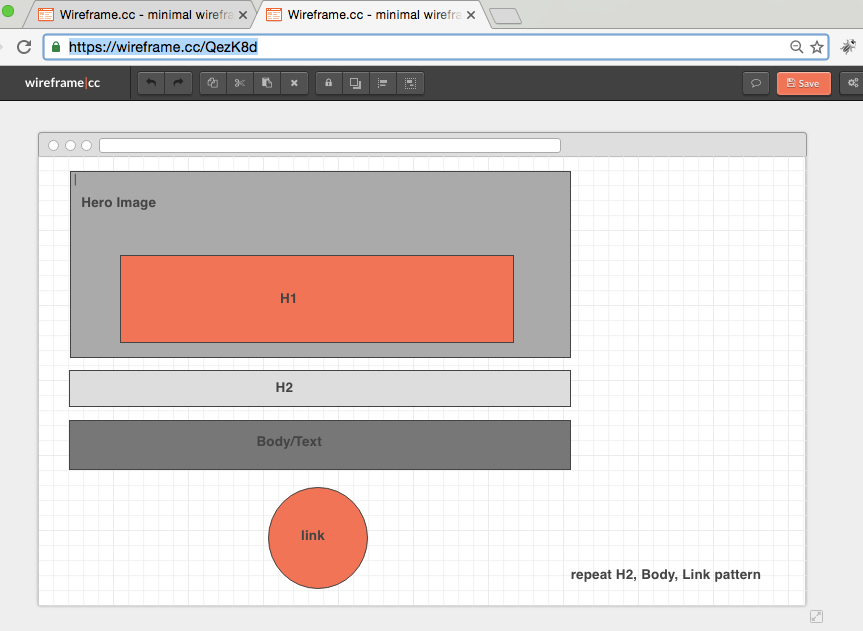 Wireframe.cc - minimal wirefra
Wireframe.cc - minimal wirefra
https://wireframe.cc/QezK8d
wireframe|cc
Save
Hero Image
H1
H2
Body/Text
link
repeat H2, Body, Link pattern